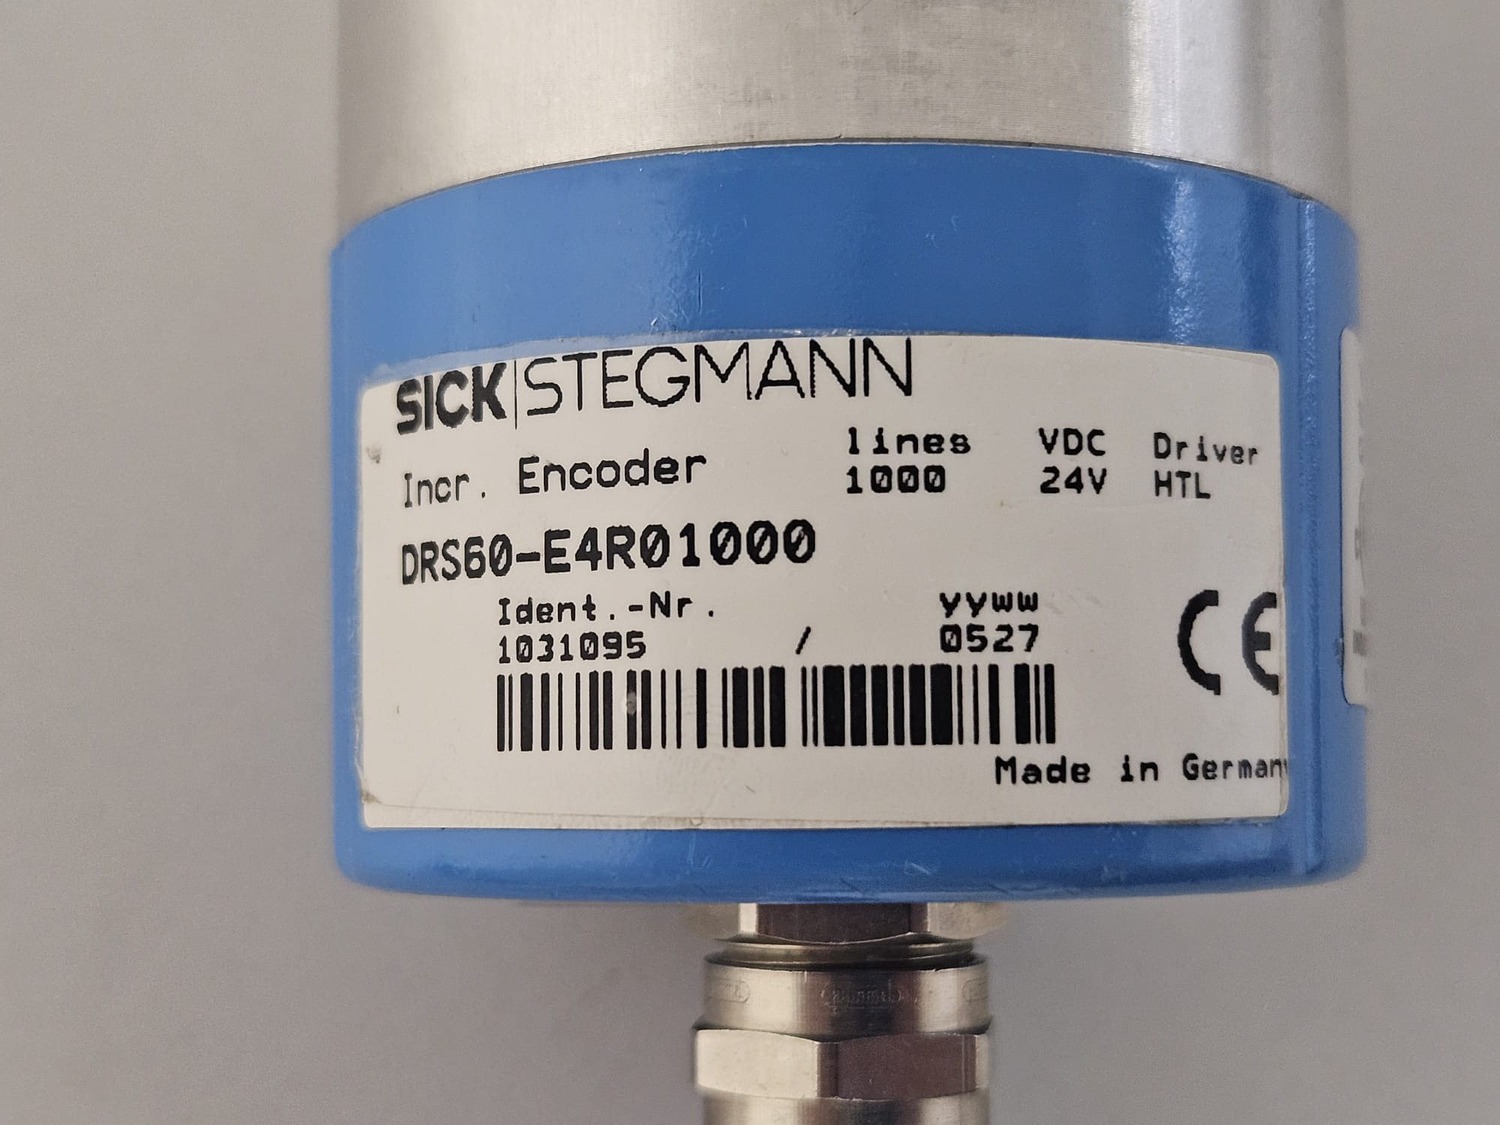 SICK|STEGMANN
lines VDC Driver
Incr. Encoder 1000 24V HTL
DRS60-E4R01000
Ident.-Nr. yyww
1031095 / 0527
CE
Made in German